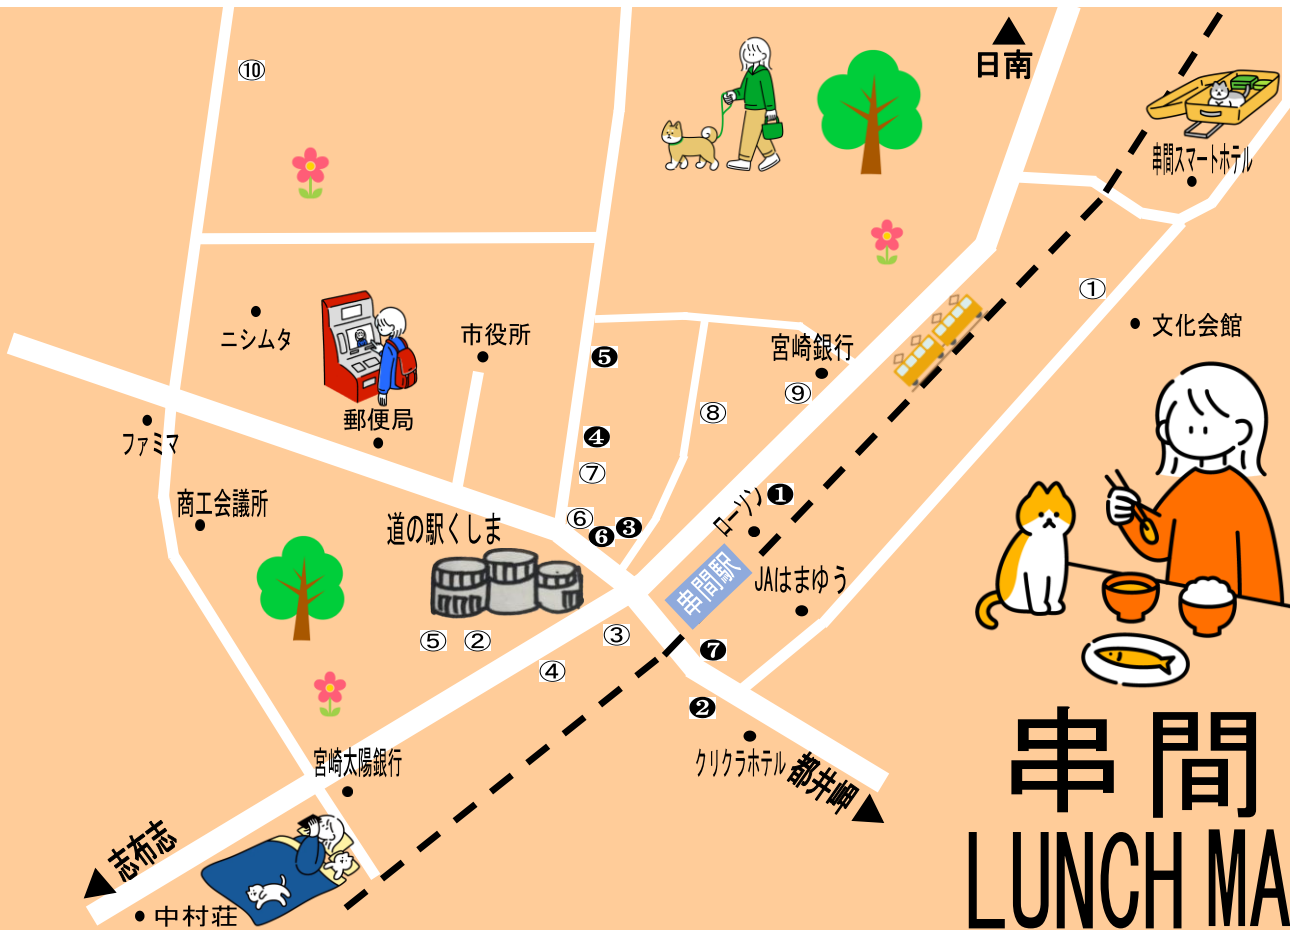 ⑩
日南
串間スマートホテル
①
ニシムタ
市役所
文化会館
宮崎銀行
❺
⑨
⑧
郵便局
ファミマ
❹
⑦
商工会議所
ローソン
❶
道の駅くしま
⑥
❻
❸
串間駅
JAはまゆう
⑤
②
③
④
❼
❷
クリクラホテル
都井岬
宮崎太陽銀行
志布志
中村荘
串間
LUNCH MA